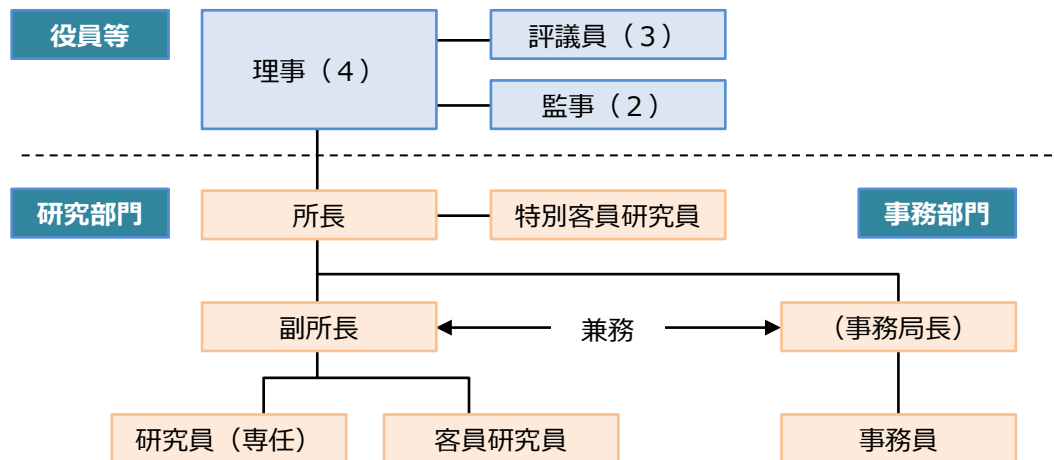 役員等
理事（４）
評議員（３）
監事（２）
研究部門
所長
特別客員研究員
事務部門
副所長
兼務
（事務局長）
研究員（専任）
客員研究員
事務員